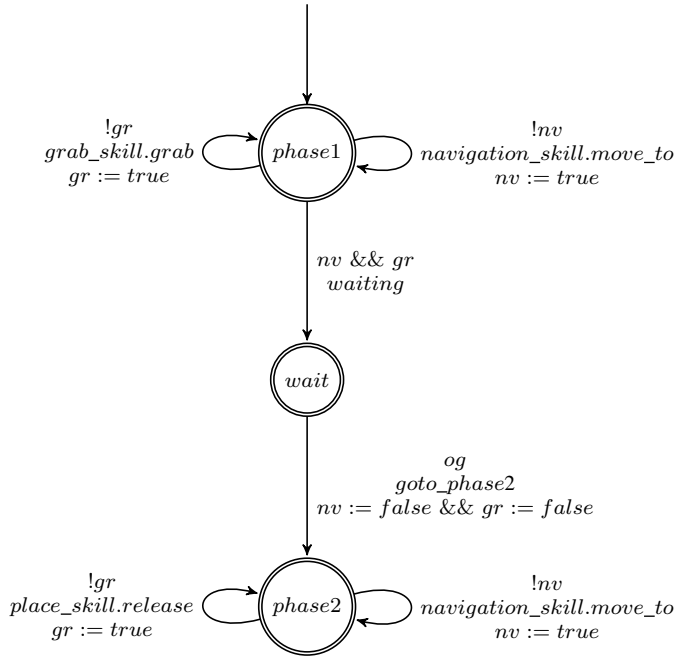 !gr
grab_skill.grab
gr := true
phase1
!nv
navigation_skill.move_to
nv := true
nv && gr
waiting
wait
og
goto_phase2
nv := false && gr := false
!gr
place_skill.release
gr := true
phase2
!nv
navigation_skill.move_to
nv := true